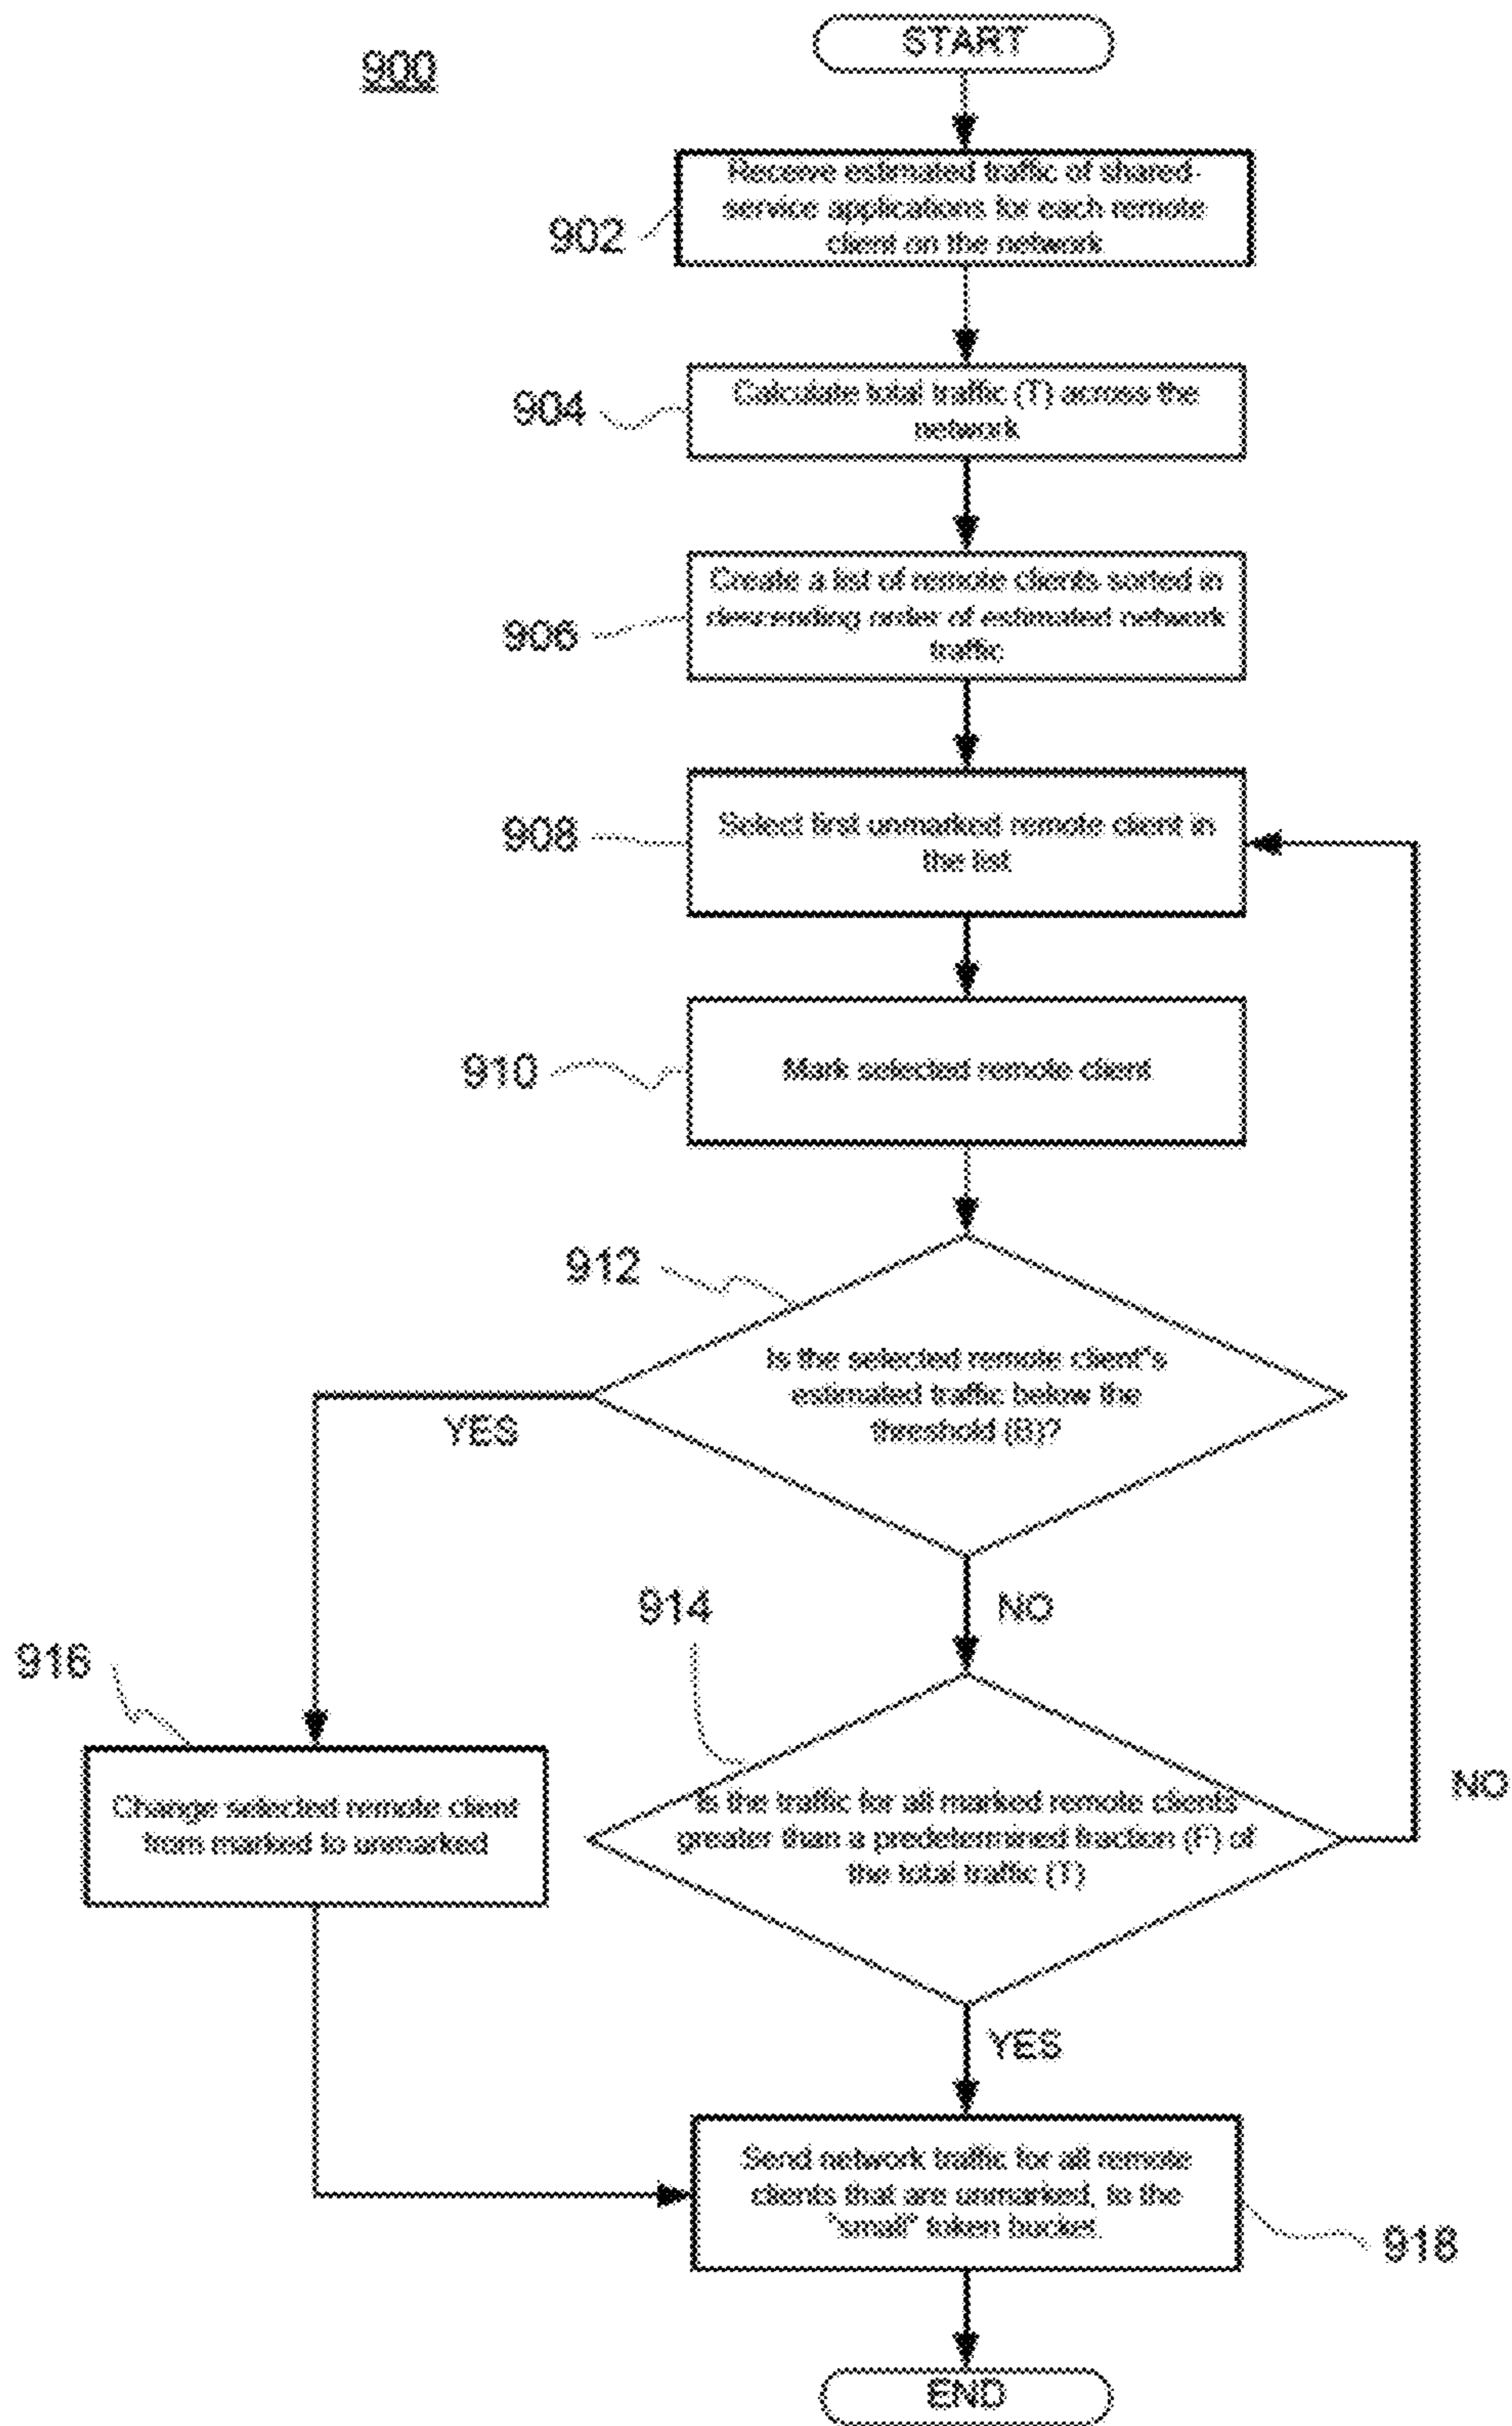 START
900
Receive estimated traffic of shared-
service applications for each remote
client on the network
902
Calculate total traffic (T) across the
network
904
Create a list of remote clients sorted in
descending order of estimated network
traffic
906
Select first unmarked remote client in
the list
908
Mark selected remote client
910
912
Is the selected remote client's
estimated traffic below the
threshold (B)?
YES
NO
914
916
Change selected remote client
from marked to unmarked
Is the traffic for all marked remote clients
greater than a predetermined fraction (F) of
the total traffic (T)
NO
YES
Send network traffic for all remote
clients that are unmarked, to the
"small" token bucket.
918
END